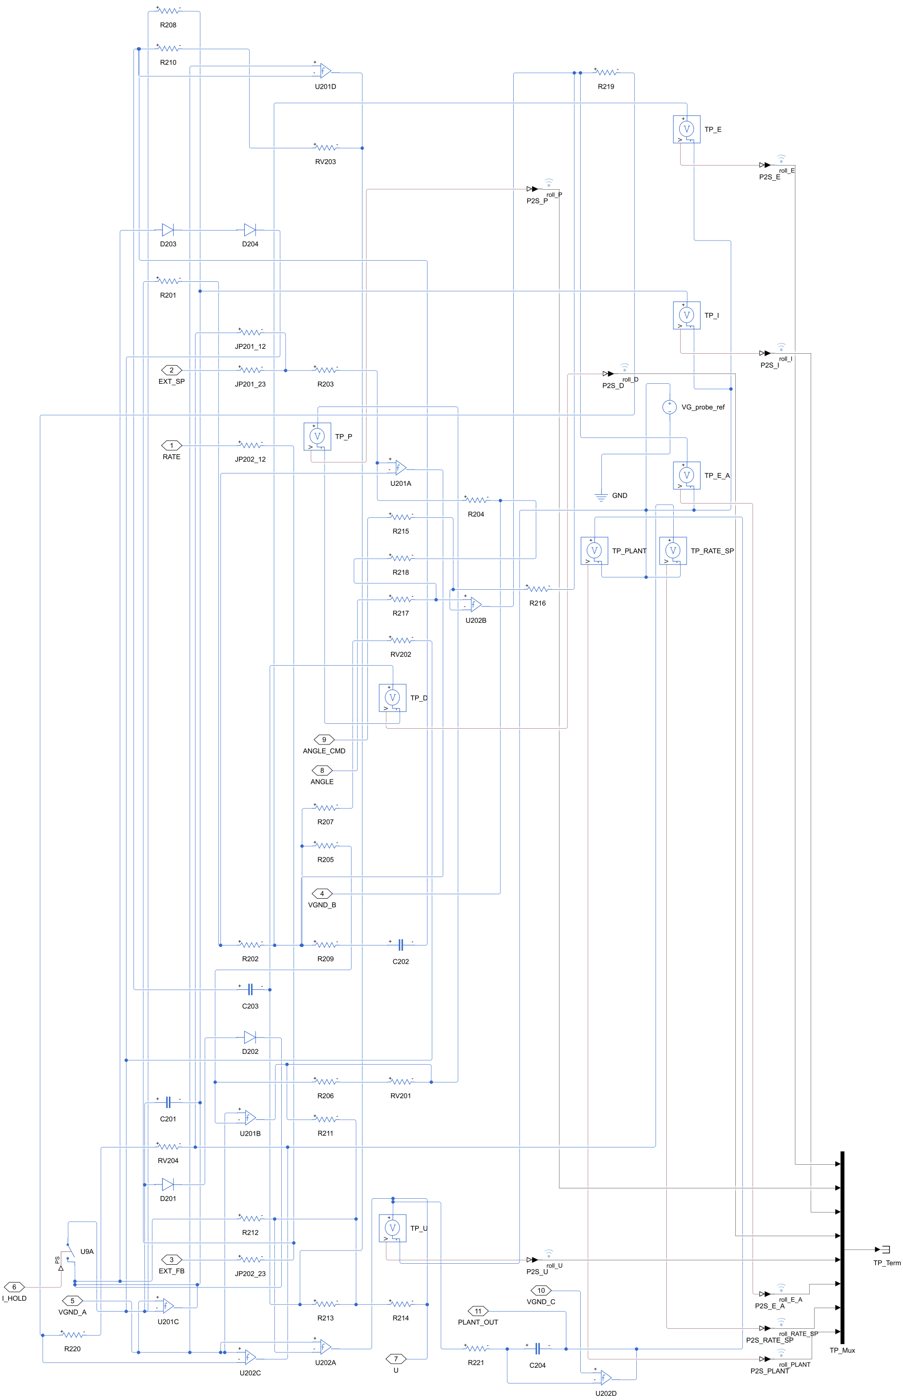 R208
R210
U201D
R219
TP_E
RV203
roll_E
P2S_E
roll_P
P2S_P
D203
D204
R201
TP_I
JP201_12
roll_I
P2S_I
2
EXT_SP
JP201_23
R203
roll_D
P2S_D
VG_probe_ref
TP_P
1
RATE
JP202_12
U201A
TP_E_A
GND
R204
R215
TP_PLANT
TP_RATE_SP
R218
R217
R216
U202B
RV202
TP_D
9
ANGLE_CMD
8
ANGLE
R207
R205
4
VGND_B
R202
R209
C202
C203
D202
R206
RV201
C201
U201B
R211
RV204
D201
R212
TP_U
U9A
PS
3
EXT_FB
JP202_23
roll_U
P2S_U
TP_Term
6
I_HOLD
5
VGND_A
U201C
R213
R214
10
VGND_C
11
PLANT_OUT
roll_E_A
P2S_E_A
R220
U202C
U202A
7
U
R221
C204
U202D
roll_RATE_SP
P2S_RATE_SP
TP_Mux
roll_PLANT
P2S_PLANT